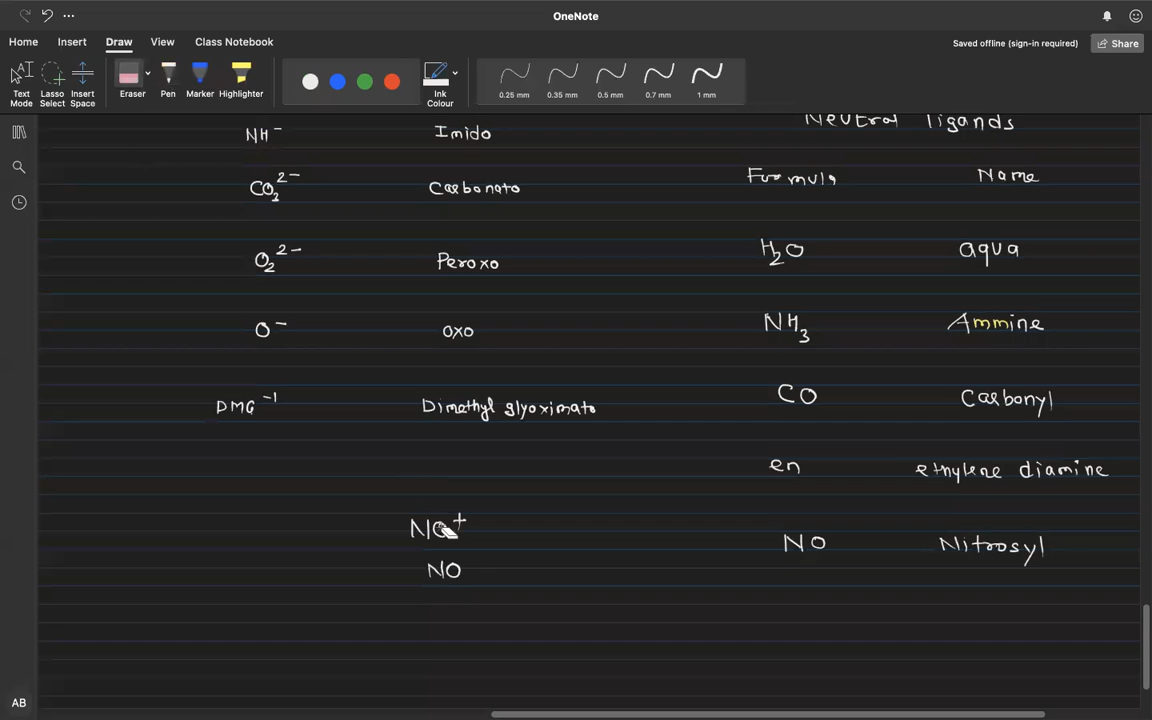 OneNote
Home Insert Draw View Class Notebook
Saved offline (sign-in required) Share
Text Mode
Lasso Select
Insert Space
Eraser
Pen
Marker
Highlighter
Ink Colour
0.25 mm 0.35 mm 0.5 mm 0.7 mm 1 mm
Neutral ligands
NH⁻ Imido
Formula Name
CO₃²⁻ Carbonato
H₂O aqua
O₂²⁻ Peroxo
NH₃ Ammine
O⁻ oxo
CO Carbonyl
DMG⁻¹ Dimethyl glyoximato
en ethylene diamine
NO⁺
NO Nitrosyl
NO
AB